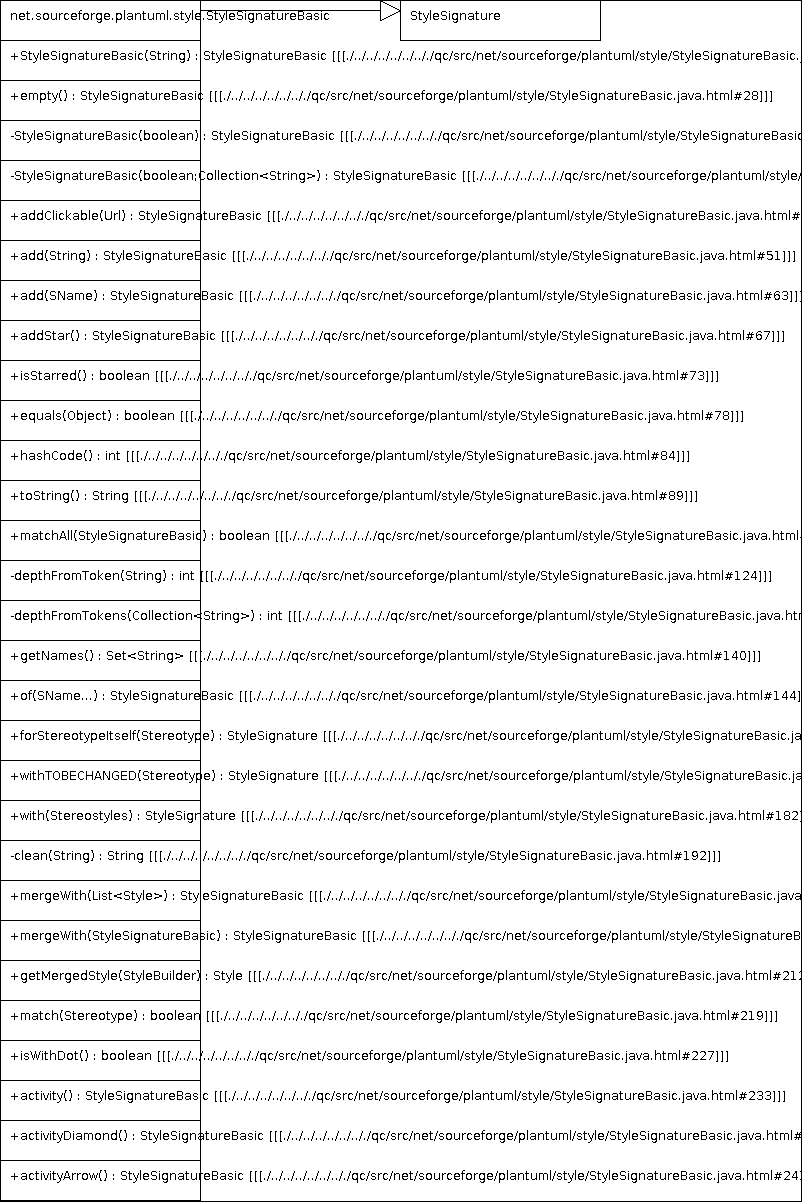 net.sourceforge.plantuml.style.StyleSignatureBasic
StyleSignature
+StyleSignatureBasic(String) : StyleSignatureBasic [[[./../../../../../../qc/src/net/sourceforge/plantuml/style/StyleSignatureBasic.
+empty() : StyleSignatureBasic [[[./../../../../../../qc/src/net/sourceforge/plantuml/style/StyleSignatureBasic.java.html#28]]]
-StyleSignatureBasic(boolean) : StyleSignatureBasic [[[./../../../../../../qc/src/net/sourceforge/plantuml/style/StyleSignatureBasic
-StyleSignatureBasic(boolean;Collection<String>) : StyleSignatureBasic [[[./../../../../../../qc/src/net/sourceforge/plantuml/style/
+addClickable(Url) : StyleSignatureBasic [[[./../../../../../../qc/src/net/sourceforge/plantuml/style/StyleSignatureBasic.java.html#
+add(String) : StyleSignatureBasic [[[./../../../../../../qc/src/net/sourceforge/plantuml/style/StyleSignatureBasic.java.html#51]]]
+add(SName) : StyleSignatureBasic [[[./../../../../../../qc/src/net/sourceforge/plantuml/style/StyleSignatureBasic.java.html#63]]]
+addStar() : StyleSignatureBasic [[[./../../../../../../qc/src/net/sourceforge/plantuml/style/StyleSignatureBasic.java.html#67]]]
+isStarred() : boolean [[[./../../../../../../qc/src/net/sourceforge/plantuml/style/StyleSignatureBasic.java.html#73]]]
+equals(Object) : boolean [[[./../../../../../../qc/src/net/sourceforge/plantuml/style/StyleSignatureBasic.java.html#78]]]
+hashCode() : int [[[./../../../../../../qc/src/net/sourceforge/plantuml/style/StyleSignatureBasic.java.html#84]]]
+toString() : String [[[./../../../../../../qc/src/net/sourceforge/plantuml/style/StyleSignatureBasic.java.html#89]]]
+matchAll(StyleSignatureBasic) : boolean [[[./../../../../../../qc/src/net/sourceforge/plantuml/style/StyleSignatureBasic.java.html
-depthFromToken(String) : int [[[./../../../../../../qc/src/net/sourceforge/plantuml/style/StyleSignatureBasic.java.html#124]]]
-depthFromTokens(Collection<String>) : int [[[./../../../../../../qc/src/net/sourceforge/plantuml/style/StyleSignatureBasic.java.htm
+getNames() : Set<String> [[[./../../../../../../qc/src/net/sourceforge/plantuml/style/StyleSignatureBasic.java.html#140]]]
+of(SName...) : StyleSignatureBasic [[[./../../../../../../qc/src/net/sourceforge/plantuml/style/StyleSignatureBasic.java.html#144]
+forStereotypeItself(Stereotype) : StyleSignature [[[./../../../../../../qc/src/net/sourceforge/plantuml/style/StyleSignatureBasic.ja
+withTOBECHANGED(Stereotype) : StyleSignature [[[./../../../../../../qc/src/net/sourceforge/plantuml/style/StyleSignatureBasic.ja
+with(Stereostyles) : StyleSignature [[[./../../../../../../qc/src/net/sourceforge/plantuml/style/StyleSignatureBasic.java.html#182]
-clean(String) : String [[[./../../../../../../qc/src/net/sourceforge/plantuml/style/StyleSignatureBasic.java.html#192]]]
+mergeWith(List<Style>) : StyleSignatureBasic [[[./../../../../../../qc/src/net/sourceforge/plantuml/style/StyleSignatureBasic.java
+mergeWith(StyleSignatureBasic) : StyleSignatureBasic [[[./../../../../../../qc/src/net/sourceforge/plantuml/style/StyleSignatureB
+getMergedStyle(StyleBuilder) : Style [[[./../../../../../../qc/src/net/sourceforge/plantuml/style/StyleSignatureBasic.java.html#211
+match(Stereotype) : boolean [[[./../../../../../../qc/src/net/sourceforge/plantuml/style/StyleSignatureBasic.java.html#219]]]
+isWithDot() : boolean [[[./../../../../../../qc/src/net/sourceforge/plantuml/style/StyleSignatureBasic.java.html#227]]]
+activity() : StyleSignatureBasic [[[./../../../../../../qc/src/net/sourceforge/plantuml/style/StyleSignatureBasic.java.html#233]]]
+activityDiamond() : StyleSignatureBasic [[[./../../../../../../qc/src/net/sourceforge/plantuml/style/StyleSignatureBasic.java.html#
+activityArrow() : StyleSignatureBasic [[[./../../../../../../qc/src/net/sourceforge/plantuml/style/StyleSignatureBasic.java.html#24